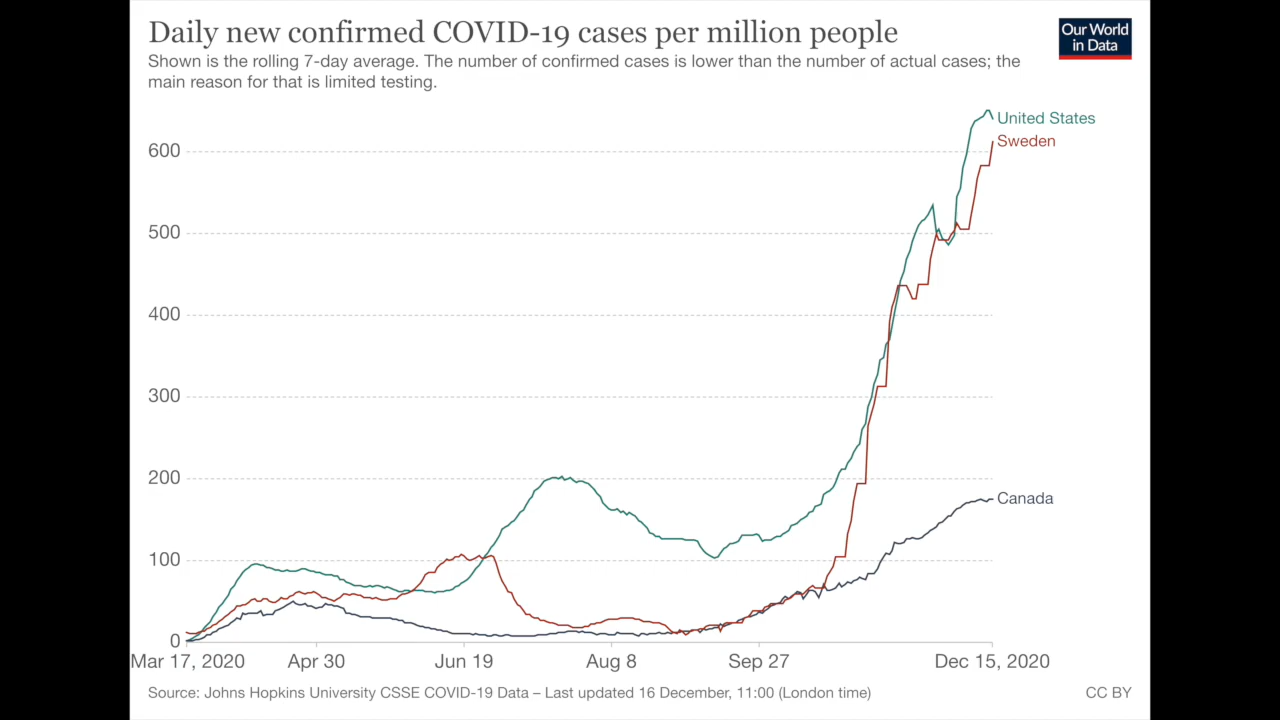 Daily new confirmed COVID-19 cases per million people
Our World
in Data
Shown is the rolling 7-day average. The number of confirmed cases is lower than the number of actual cases; the
main reason for that is limited testing.
United States
Sweden
600
500
400
300
200
Canada
100
0
Mar 17, 2020 Apr 30 Jun 19 Aug 8 Sep 27 Dec 15, 2020
Source: Johns Hopkins University CSSE COVID-19 Data – Last updated 16 December, 11:00 (London time) CC BY